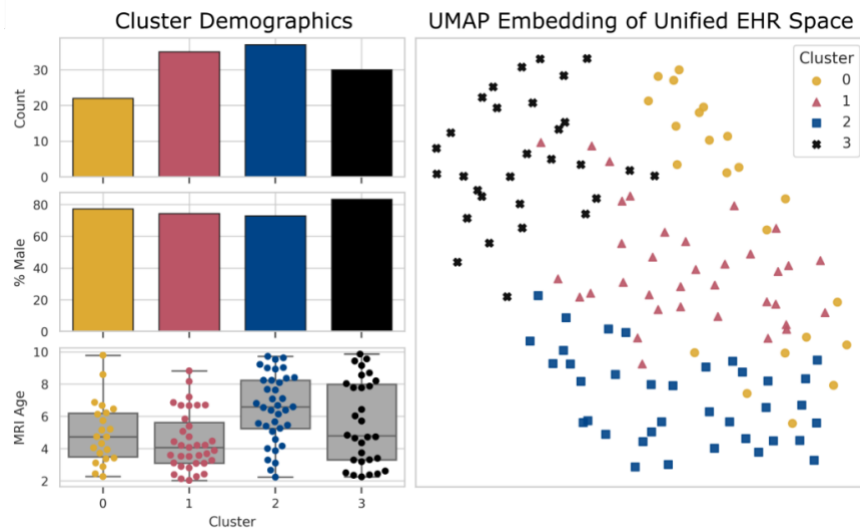 Cluster Demographics
Count
30
20
10
0
% Male
80
60
40
20
0
MRI Age
10
8
6
4
2
0 1 2 3
Cluster
UMAP Embedding of Unified EHR Space
Cluster
0
1
2
3